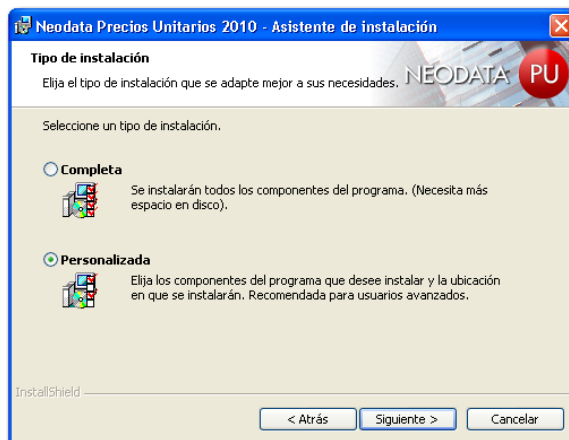 Neodata Precios Unitarios 2010 - Asistente de instalación
Tipo de instalación
Elija el tipo de instalación que se adapte mejor a sus necesidades.
NEODATA PU
Seleccione un tipo de instalación.
Completa
Se instalarán todos los componentes del programa. (Necesita más
espacio en disco).
Personalizada
Elija los componentes del programa que desee instalar y la ubicación
en que se instalarán. Recomendada para usuarios avanzados.
InstallShield
< Atrás
Siguiente >
Cancelar